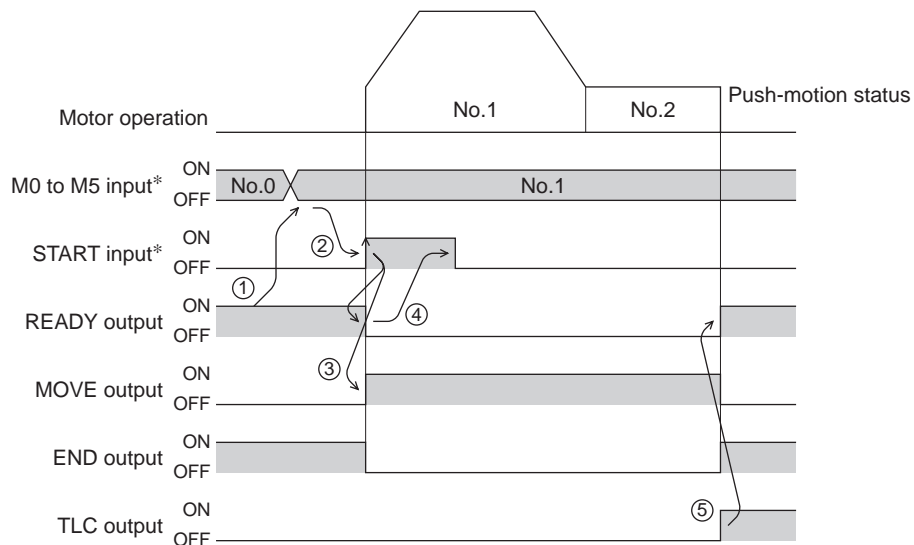 Motor operation
No.1
No.2
Push-motion status
M0 to M5 input*
ON
OFF
No.0
No.1
START input*
ON
OFF
②
①
READY output
ON
OFF
④
③
MOVE output
ON
OFF
END output
ON
OFF
TLC output
ON
OFF
⑤